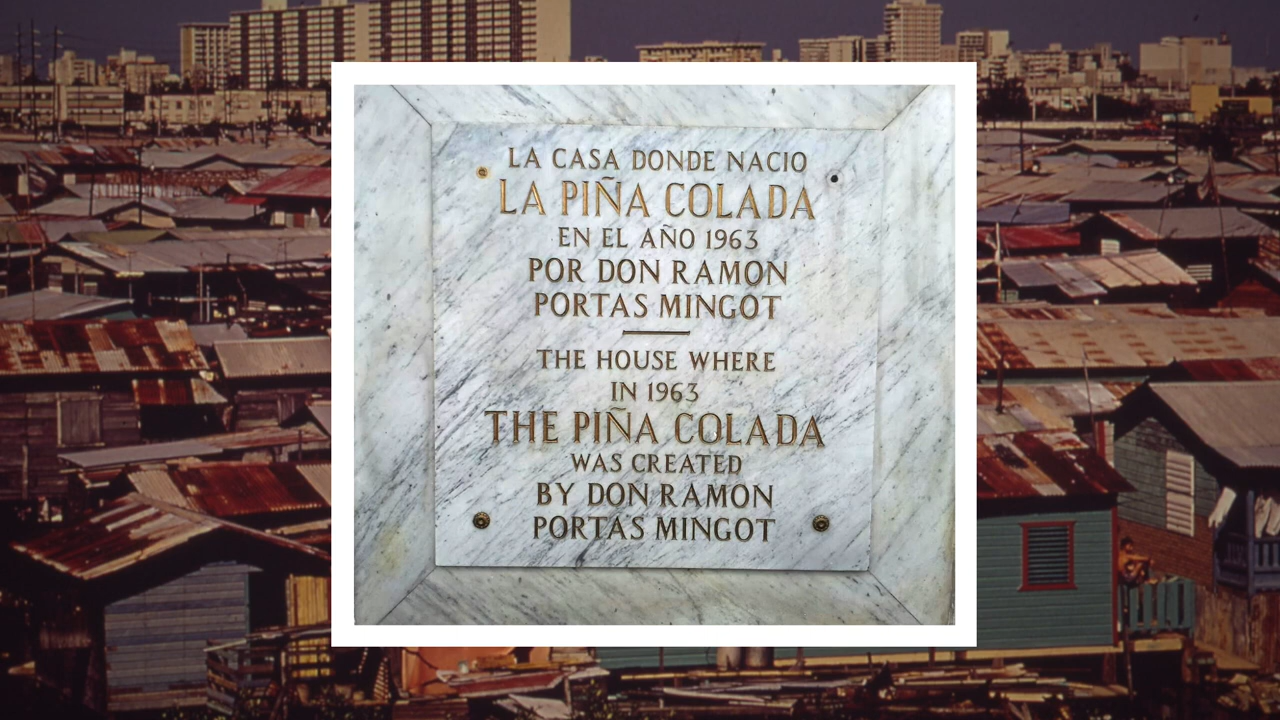 LA CASA DONDE NACIO
LA PIÑA COLADA
EN EL AÑO 1963
POR DON RAMON
PORTAS MINGOT
THE HOUSE WHERE
IN 1963
THE PIÑA COLADA
WAS CREATED
BY DON RAMON
PORTAS MINGOT